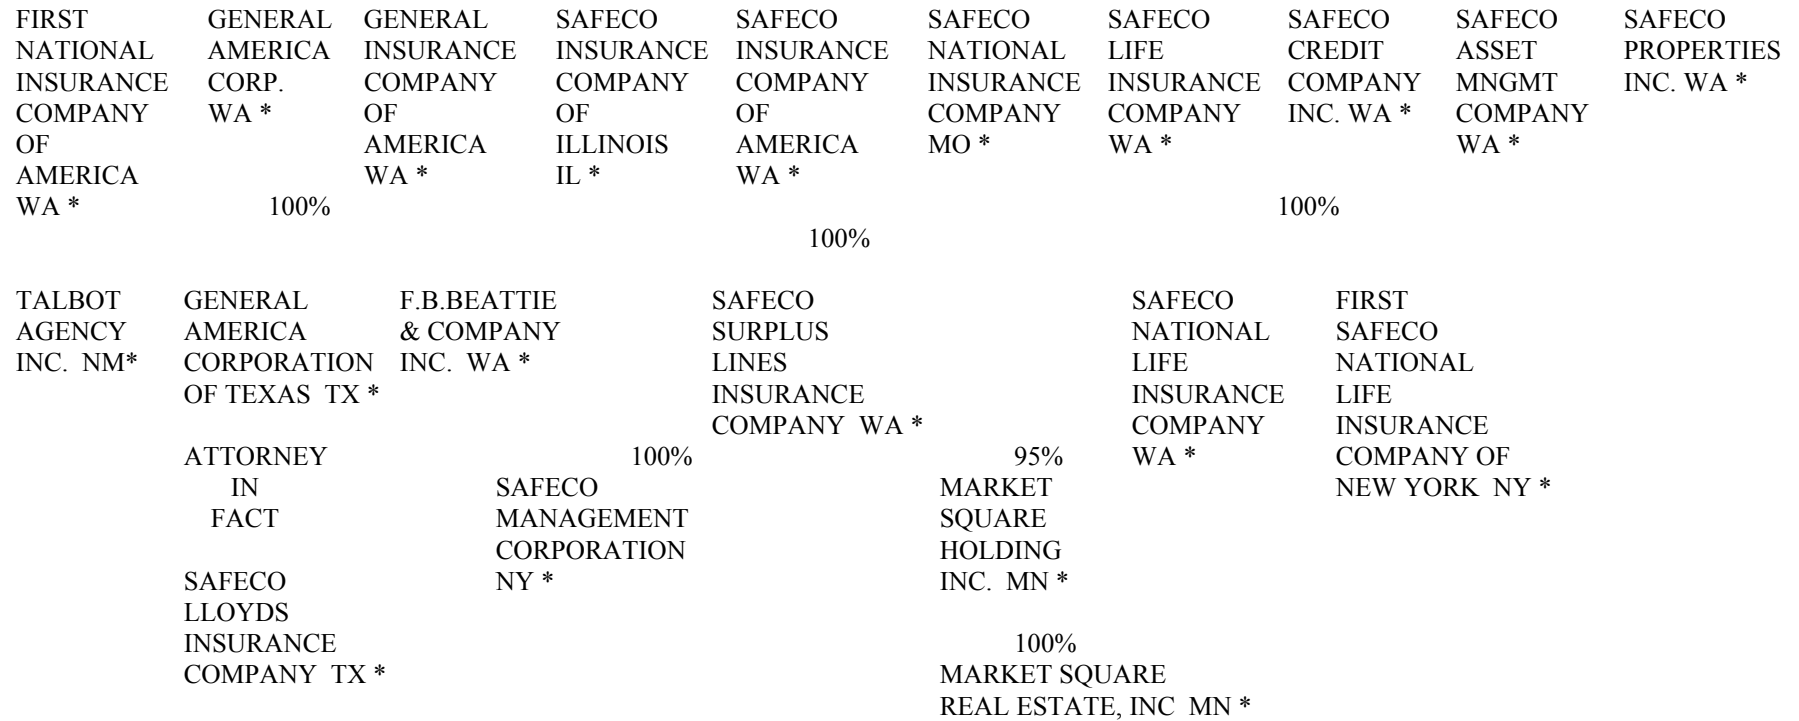 FIRST GENERAL GENERAL SAFECO SAFECO SAFECO SAFECO SAFECO SAFECO SAFECO
NATIONAL AMERICA INSURANCE INSURANCE INSURANCE NATIONAL LIFE CREDIT ASSET PROPERTIES
INSURANCE CORP. COMPANY COMPANY COMPANY INSURANCE INSURANCE COMPANY MNGMT INC. WA *
COMPANY WA * OF OF OF COMPANY COMPANY INC. WA * COMPANY
OF AMERICA ILLINOIS AMERICA MO * WA * WA *
AMERICA WA * IL * WA *
WA * 100% 100%
100%
TALBOT GENERAL F.B.BEATTIE SAFECO SAFECO FIRST
AGENCY AMERICA & COMPANY SURPLUS NATIONAL SAFECO
INC. NM* CORPORATION INC. WA * LINES LIFE NATIONAL
OF TEXAS TX * INSURANCE INSURANCE LIFE
COMPANY WA * COMPANY INSURANCE
ATTORNEY 100% 95% WA * COMPANY OF
IN SAFECO MARKET NEW YORK NY *
FACT MANAGEMENT SQUARE
CORPORATION HOLDING
SAFECO NY * INC. MN *
LLOYDS
INSURANCE 100%
COMPANY TX * MARKET SQUARE
REAL ESTATE, INC MN *